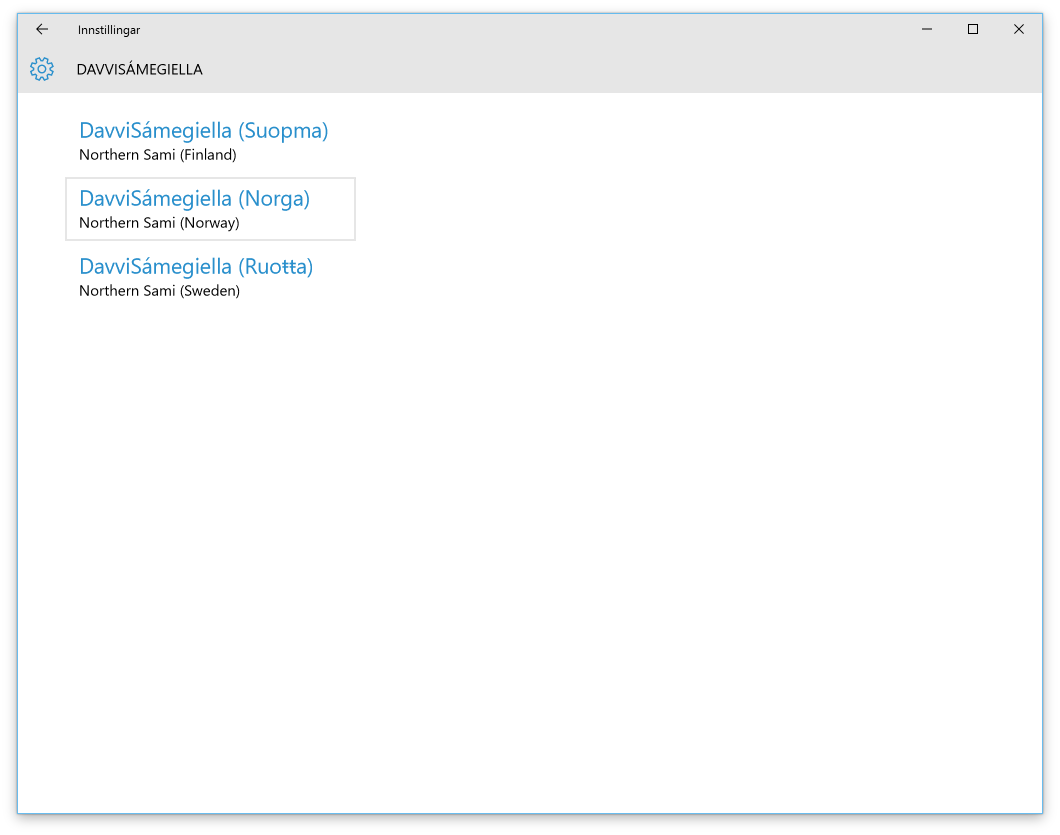 Innstillingar
DAVVISÁMEGIELLA
DavviSámegiella (Suopma)
Northern Sami (Finland)
DavviSámegiella (Norga)
Northern Sami (Norway)
DavviSámegiella (Ruoŧŧa)
Northern Sami (Sweden)